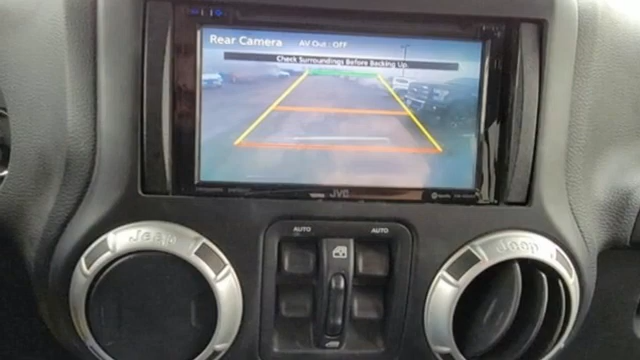 Rear Camera AV Out : OFF
Check Surroundings Before Backing Up.
JVC
AUTO AUTO
Jeep Jeep